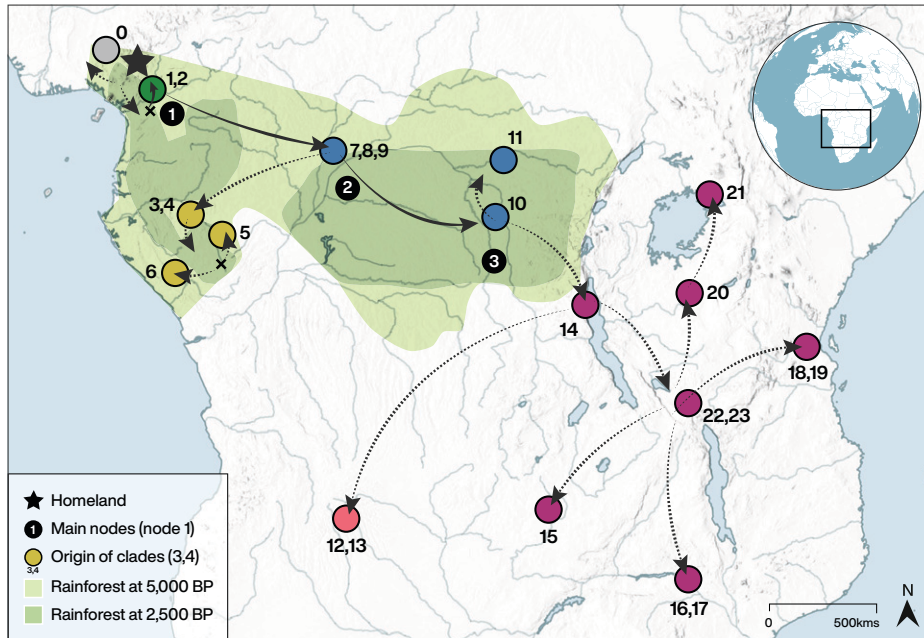 0
1,2
1
11
7,8,9
2
21
3,4
10
5
3
6
20
14
18,19
22,23
Homeland
1 Main nodes (node 1)
Origin of clades (3,4)
3,4
Rainforest at 5,000 BP
Rainforest at 2,500 BP
12,13
15
16,17
N
0 500kms